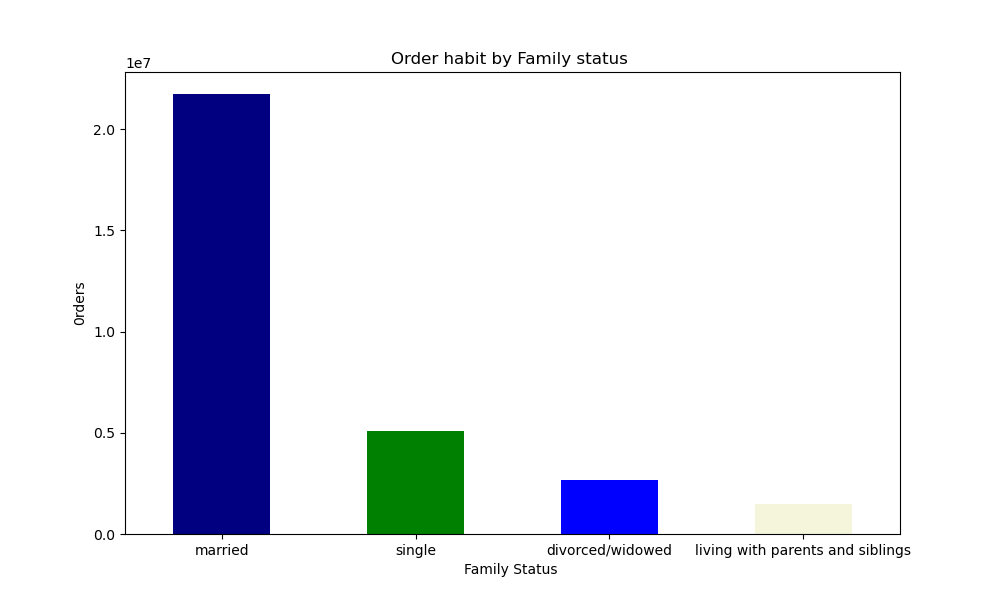 Order habit by Family status
1e7
2.0
1.5
1.0
0.5
0.0
0rders
married single divorced/widowed living with parents and siblings
Family Status